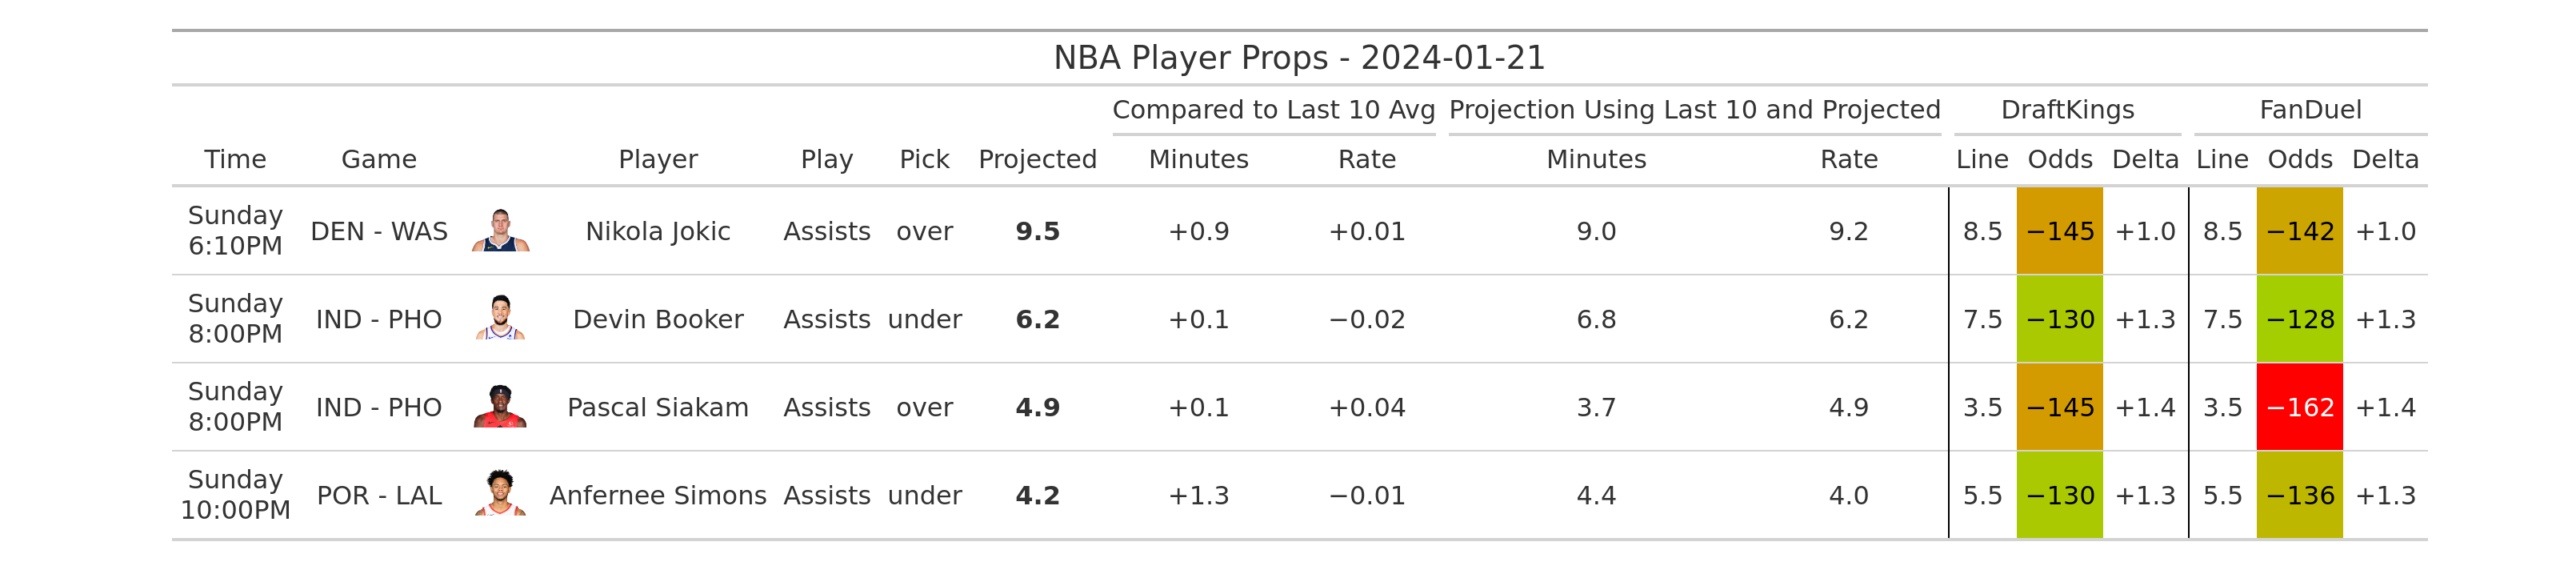 NBA Player Props - 2024-01-21
Compared to Last 10 Avg Projection Using Last 10 and Projected DraftKings FanDuel
Time Game Player Play Pick Projected Minutes Rate Minutes Rate Line Odds Delta Line Odds Delta
Sunday
6:10PM DEN - WAS Nikola Jokic Assists over 9.5 +0.9 +0.01 9.0 9.2 8.5 −145 +1.0 8.5 −142 +1.0
Sunday
8:00PM IND - PHO Devin Booker Assists under 6.2 +0.1 −0.02 6.8 6.2 7.5 −130 +1.3 7.5 −128 +1.3
Sunday
8:00PM IND - PHO Pascal Siakam Assists over 4.9 +0.1 +0.04 3.7 4.9 3.5 −145 +1.4 3.5 −162 +1.4
Sunday
10:00PM POR - LAL Anfernee Simons Assists under 4.2 +1.3 −0.01 4.4 4.0 5.5 −130 +1.3 5.5 −136 +1.3